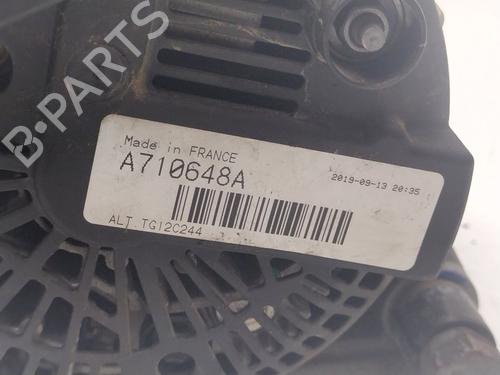 B-PARTS
Made in FRANCE
A710648A
2019-09-13 20:35
ALT TG12C244